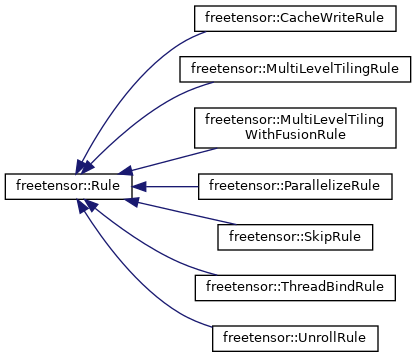 freetensor::CacheWriteRule
freetensor::MultiLevelTilingRule
freetensor::MultiLevelTiling
WithFusionRule
freetensor::Rule
freetensor::ParallelizeRule
freetensor::SkipRule
freetensor::ThreadBindRule
freetensor::UnrollRule